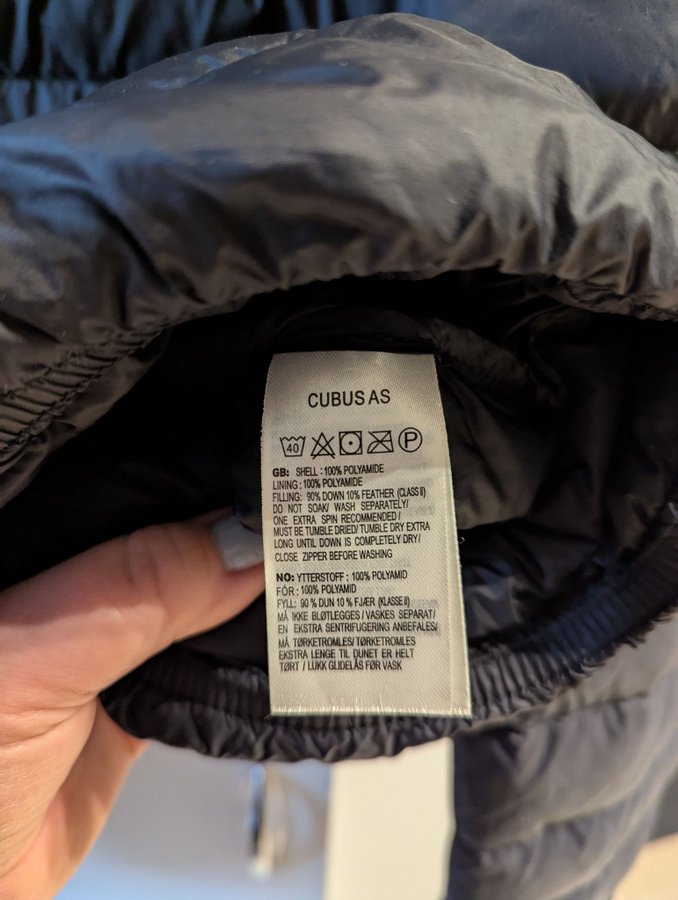 CUBUS AS
40 P
GB: SHELL : 100% POLYAMIDE
LINING : 100% POLYAMIDE
FILLING: 90% DOWN 10% FEATHER (CLASS II)
DO NOT SOAK/ WASH SEPARATELY/
ONE EXTRA SPIN RECOMMENDED /
MUST BE TUMBLE DRIED/ TUMBLE DRY EXTRA
LONG UNTIL DOWN IS COMPLETELY DRY /
CLOSE ZIPPER BEFORE WASHING
NO: YTTERSTOFF : 100% POLYAMID
FÓR : 100% POLYAMID
FYLL: 90 % DUN 10 % FJÆR (KLASSE II)
MÅ IKKE BLØTLEGGES / VASKES SEPARAT/
EN EKSTRA SENTRIFUGERING ANBEFALES/
MÅ TØRKETROMLES/ TØRKETROMLES
EKSTRA LENGE TIL DUNET ER HELT
TØRT / LUKK GLIDELÅS FØR VASK